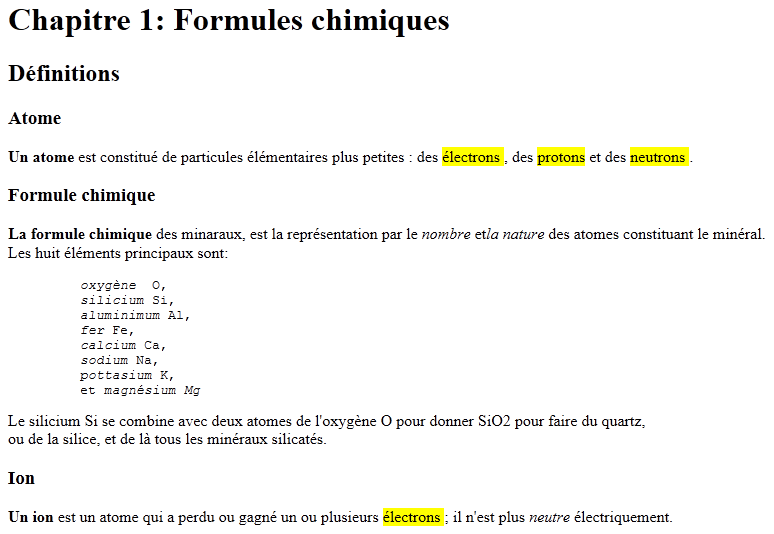 Chapitre 1: Formules chimiques
Définitions
Atome
Un atome est constitué de particules élémentaires plus petites : des électrons , des protons et des neutrons .
Formule chimique
La formule chimique des minaraux, est la représentation par le nombre etla nature des atomes constituant le minéral.
Les huit éléments principaux sont:
oxygène  O,
silicium Si,
aluminimum Al,
fer Fe,
calcium Ca,
sodium Na,
pottasium K,
et magnésium Mg
Le silicium Si se combine avec deux atomes de l'oxygène O pour donner SiO2 pour faire du quartz,
ou de la silice, et de là tous les minéraux silicatés.
Ion
Un ion est un atome qui a perdu ou gagné un ou plusieurs électrons ; il n'est plus neutre électriquement.